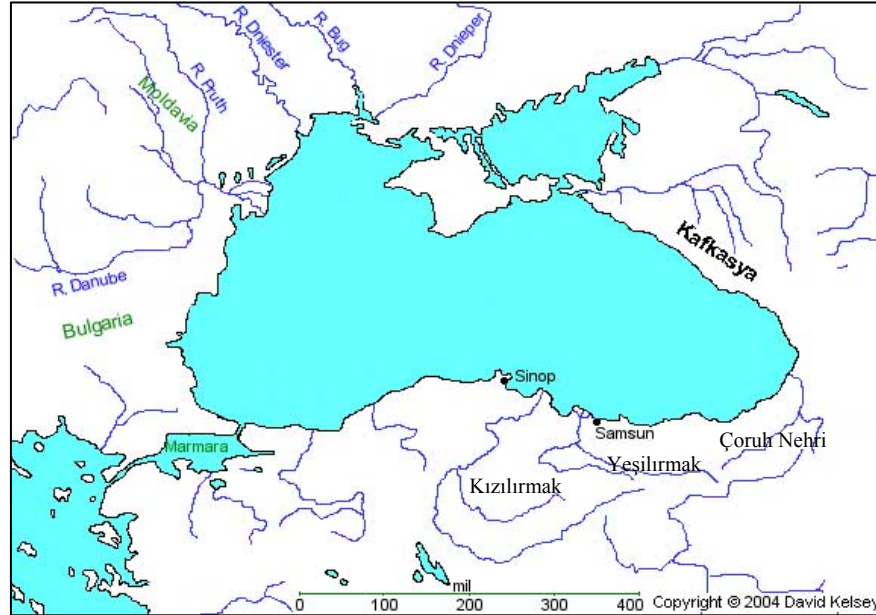 R. Dniester
R. Bug
R. Dnieper
R. Pruth
Moldavia
Kafkasya
R. Danube
Bulgaria
Sinop
Samsun
Çoruh Nehri
Marmara
Yeşilırmak
Kızılırmak
mil
0 100 200 300 400
Copyright © 2004 David Kelsey